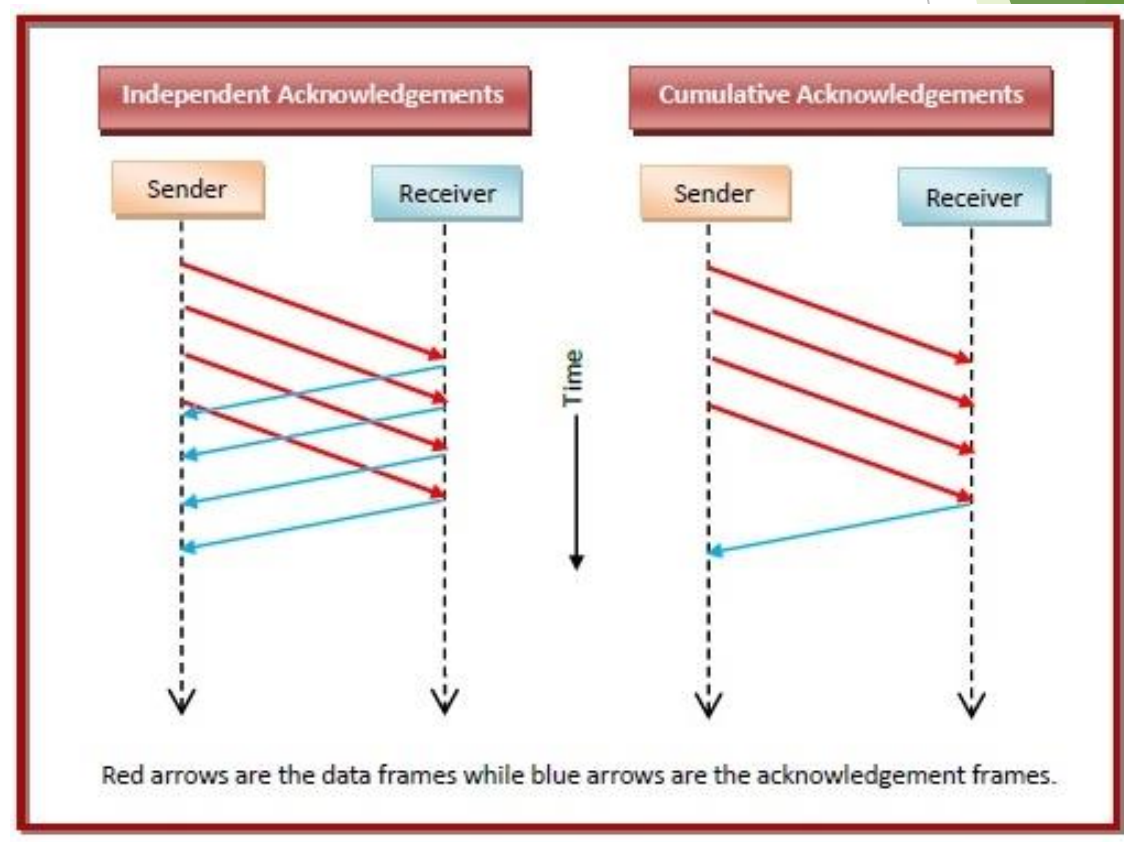 Independent Acknowledgements
Cumulative Acknowledgements
Sender
Receiver
Sender
Receiver
Time
Red arrows are the data frames while blue arrows are the acknowledgement frames.